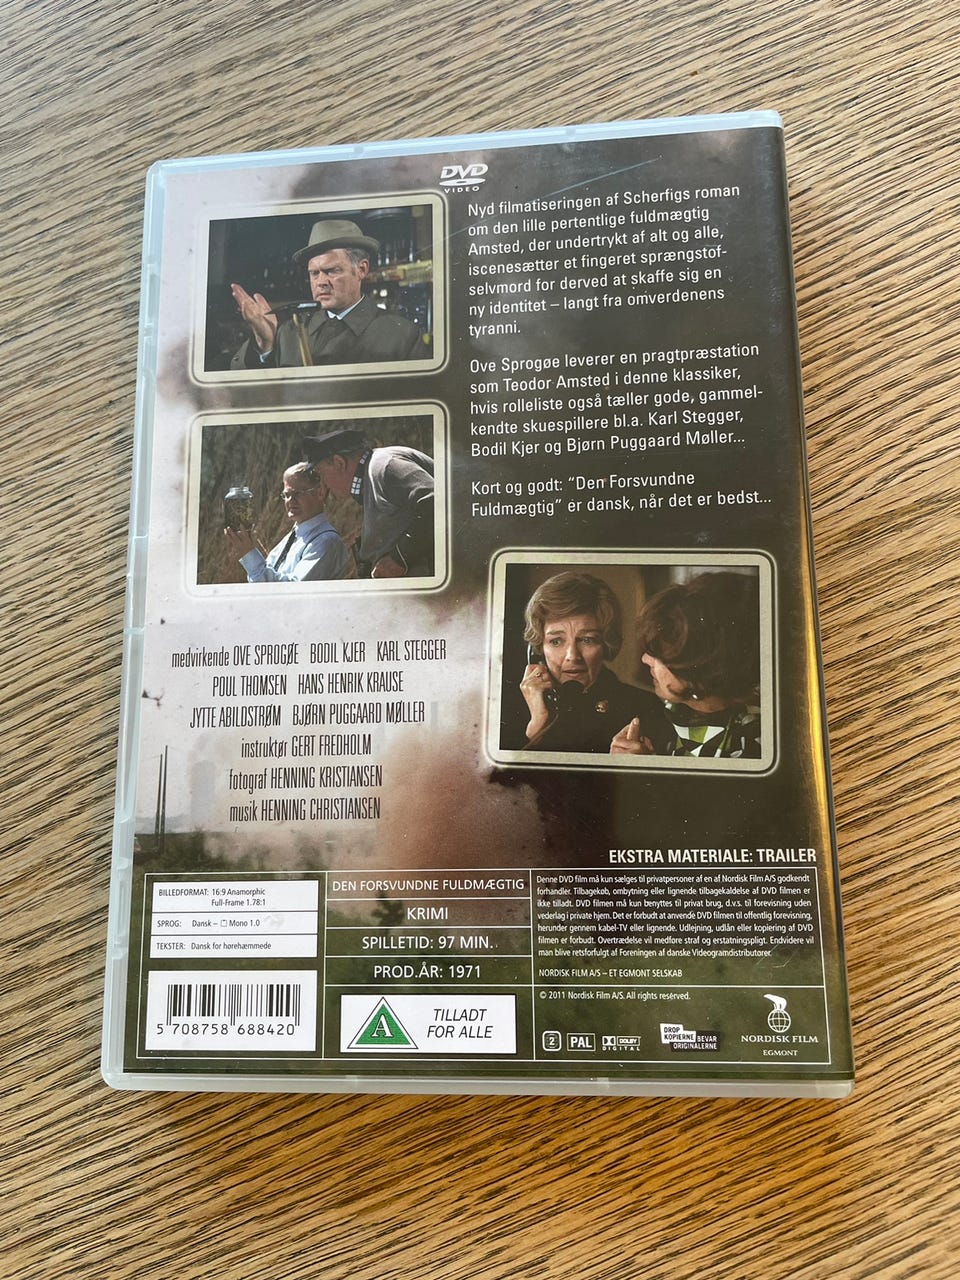 DVD
VIDEO
Nyd filmatiseringen af Scherfigs roman
om den lille pertentlige fuldmægtig
Amsted, der undertrykt af alt og alle,
iscenesætter et fingeret sprængstof-
selvmord for derved at skaffe sig en
ny identitet – langt fra omverdenens
tyranni.
Ove Sprogøe leverer en pragtpræstation
som Teodor Amsted i denne klassiker,
hvis rolleliste også tæller gode, gammel-
kendte skuespillere bl.a. Karl Stegger,
Bodil Kjer og Bjørn Puggaard Møller...
Kort og godt: “Den Forsvundne
Fuldmægtig” er dansk, når det er bedst...
medvirkende OVE SPROGØE BODIL KJER KARL STEGGER
POUL THOMSEN HANS HENRIK KRAUSE
JYTTE ABILDSTRØM BJØRN PUGGAARD MØLLER
instruktør GERT FREDHOLM
fotograf HENNING KRISTIANSEN
musik HENNING CHRISTIANSEN
EKSTRA MATERIALE: TRAILER
BILLEDFORMAT: 16:9 Anamorphic
Full-Frame 1.78:1
SPROG: Dansk – Mono 1.0
TEKSTER: Dansk for hørehæmmede
5 708758 688420
DEN FORSVUNDNE FULDMÆGTIG
KRIMI
SPILLETID: 97 MIN.
PROD.ÅR: 1971
A
TILLADT
FOR ALLE
Denne DVD film må kun sælges til privatpersoner af en af Nordisk Film A/S godkendt
forhandler. Tilbagekøb, ombytning eller lignende tilbagekaldelse af DVD filmen er
ikke tilladt. DVD filmen må kun benyttes til privat brug, d.v.s. til forevisning uden
vederlag i private hjem. Det er forbudt at anvende DVD filmen til offentlig forevisning,
herunder gennem kabel-TV eller lignende. Udlejning, udlån eller kopiering af DVD
filmen er forbudt. Overtrædelse vil medføre straf og erstatningspligt. Endvidere vil
man blive retsforfulgt af Foreningen af danske Videogramdistributører.
NORDISK FILM A/S – ET EGMONT SELSKAB
© 2011 Nordisk Film A/S. All rights reserved.
2
PAL
DOLBY
DIGITAL
DROP
KOPIERNE BEVAR
ORIGINALERNE
NORDISK FILM
EGMONT